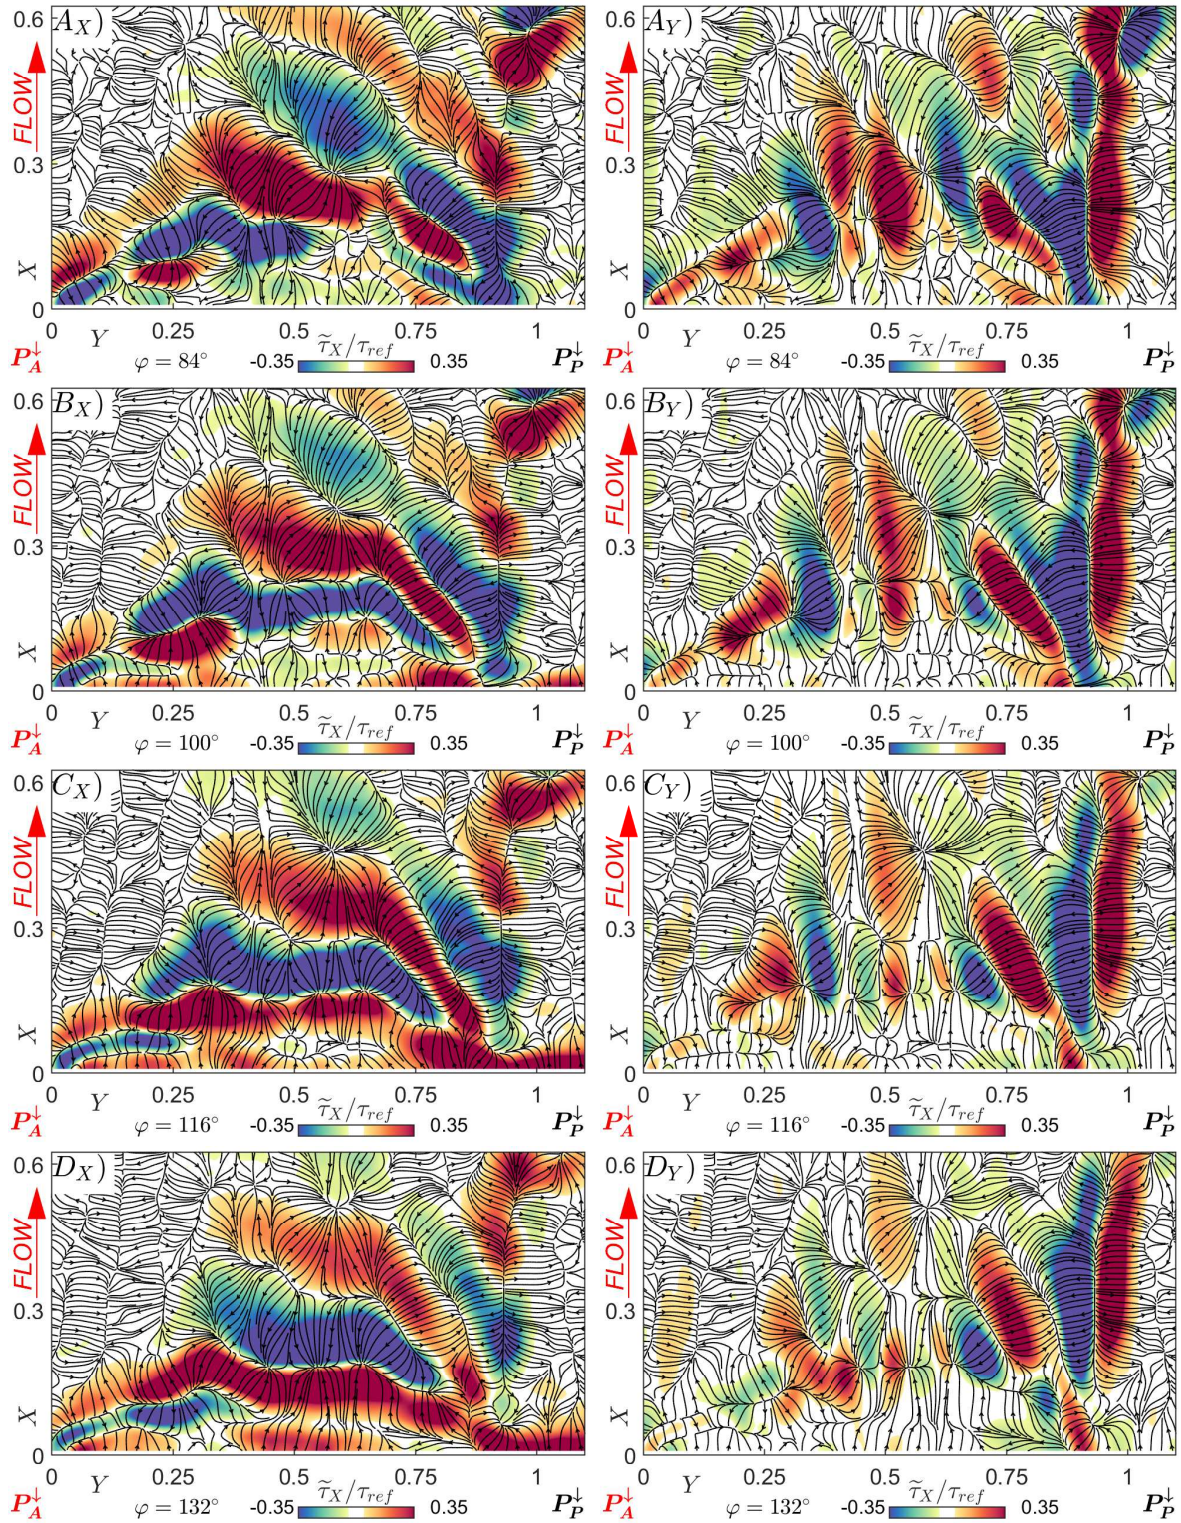 A_X) A_Y)
0.6 0.6
FLOW FLOW
0.3 0.3
X X
0 0
0 0.25 0.5 0.75 1 0 0.25 0.5 0.75 1
Y Y
P_A↓ φ = 84° -0.35 τ̃_X/τ_ref 0.35 P_P↓ P_A↓ φ = 84° -0.35 τ̃_X/τ_ref 0.35 P_P↓
B_X) B_Y)
0.6 0.6
FLOW FLOW
0.3 0.3
X X
0 0
0 0.25 0.5 0.75 1 0 0.25 0.5 0.75 1
Y Y
P_A↓ φ = 100° -0.35 τ̃_X/τ_ref 0.35 P_P↓ P_A↓ φ = 100° -0.35 τ̃_X/τ_ref 0.35 P_P↓
C_X) C_Y)
0.6 0.6
FLOW FLOW
0.3 0.3
X X
0 0
0 0.25 0.5 0.75 1 0 0.25 0.5 0.75 1
Y Y
P_A↓ φ = 116° -0.35 τ̃_X/τ_ref 0.35 P_P↓ P_A↓ φ = 116° -0.35 τ̃_X/τ_ref 0.35 P_P↓
D_X) D_Y)
0.6 0.6
FLOW FLOW
0.3 0.3
X X
0 0
0 0.25 0.5 0.75 1 0 0.25 0.5 0.75 1
Y Y
P_A↓ φ = 132° -0.35 τ̃_X/τ_ref 0.35 P_P↓ P_A↓ φ = 132° -0.35 τ̃_X/τ_ref 0.35 P_P↓